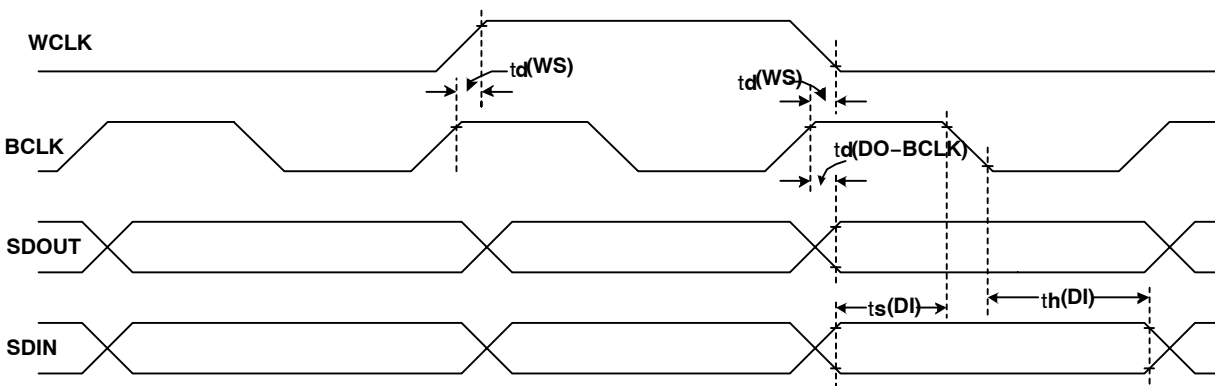 WCLK
td(WS)
td(WS)
BCLK
td(DO−BCLK)
SDOUT
ts(DI)
th(DI)
SDIN